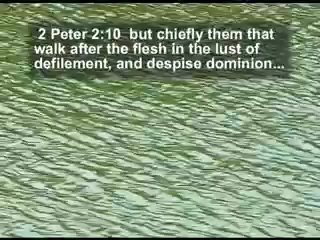 2 Peter 2:10 but chiefly them that
walk after the flesh in the lust of
defilement, and despise dominion...